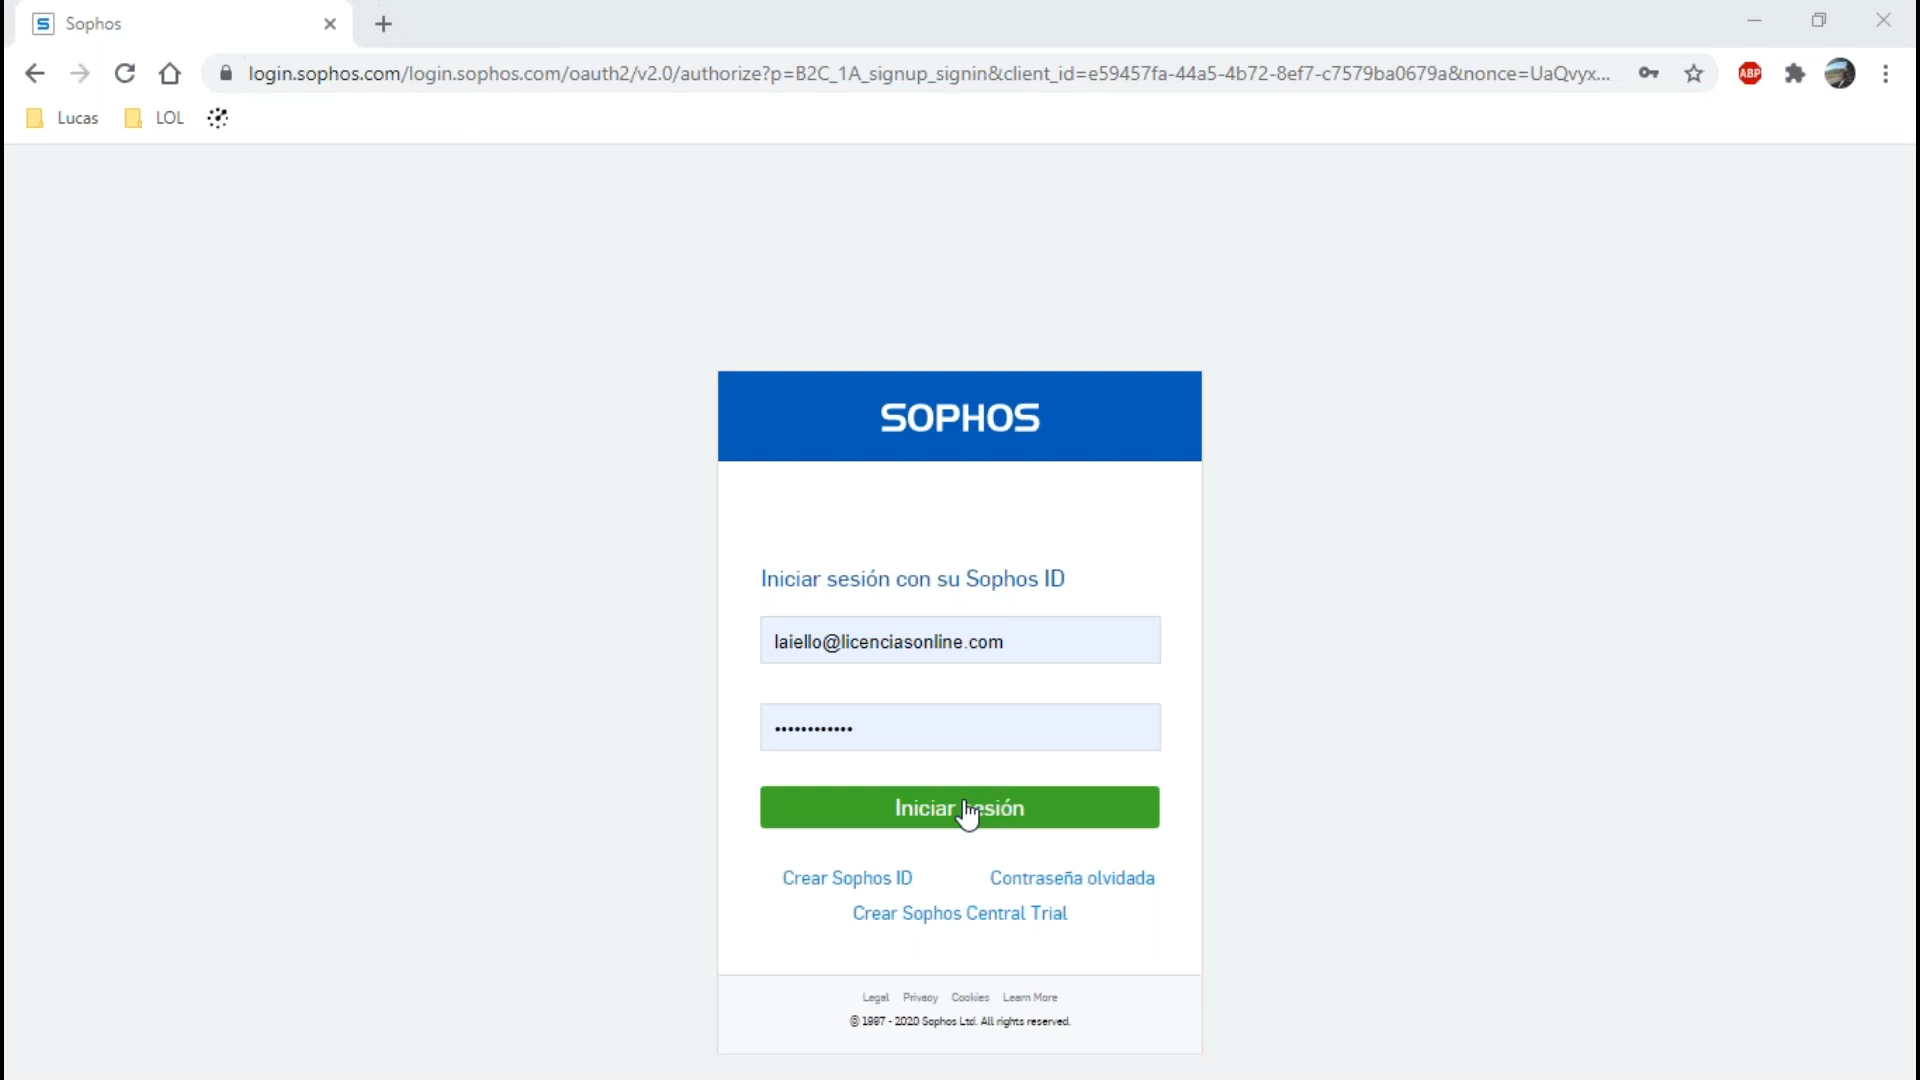 Sophos
login.sophos.com/login.sophos.com/oauth2/v2.0/authorize?p=B2C_1A_signup_signin&client_id=e59457fa-44a5-4b72-8ef7-c7579ba0679a&nonce=UaQvyx...
ABP
Lucas
LOL
SOPHOS
Iniciar sesión con su Sophos ID
laiello@licenciasonline.com
••••••••••••
Iniciar sesión
Crear Sophos ID
Contraseña olvidada
Crear Sophos Central Trial
Legal Privacy Cookies Learn More
© 1997 - 2020 Sophos Ltd. All rights reserved.